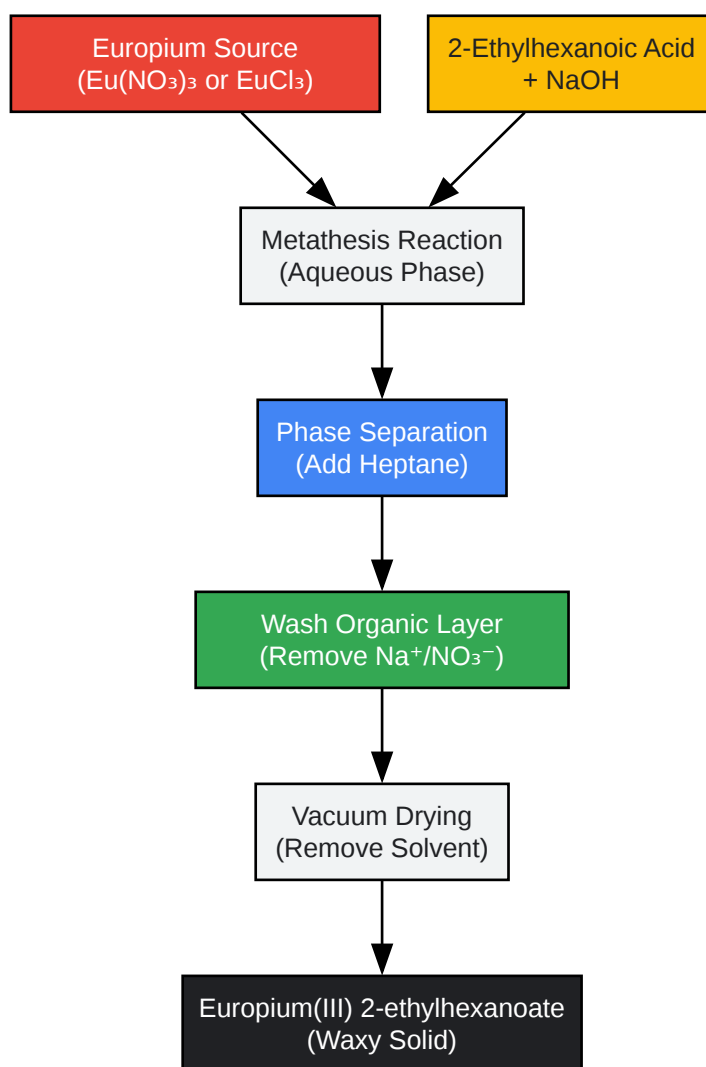 Europium Source
(Eu(NO₃)₃ or EuCl₃)
2-Ethylhexanoic Acid
+ NaOH
Metathesis Reaction
(Aqueous Phase)
Phase Separation
(Add Heptane)
Wash Organic Layer
(Remove Na⁺/NO₃⁻)
Vacuum Drying
(Remove Solvent)
Europium(III) 2-ethylhexanoate
(Waxy Solid)